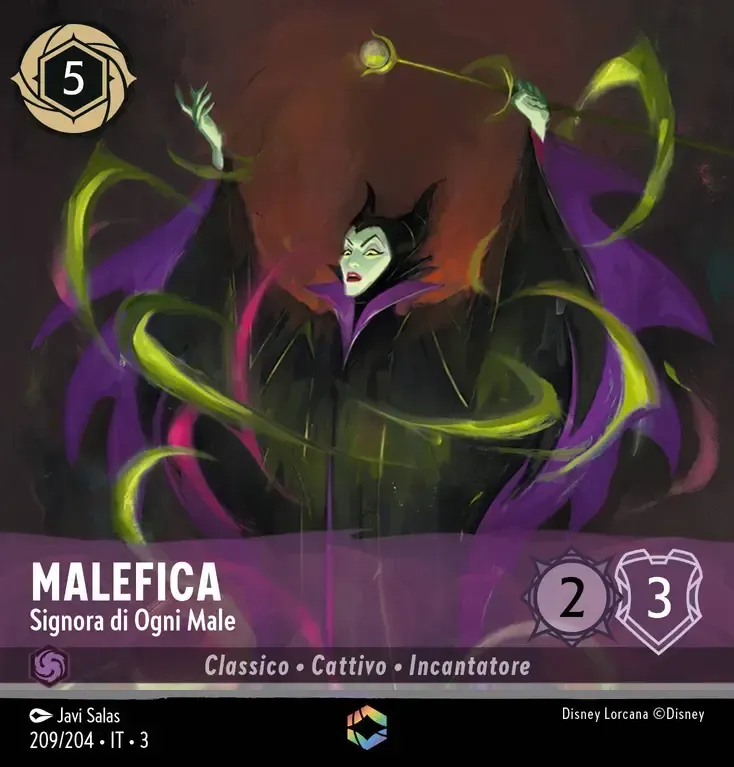 5
MALEFICA
Signora di Ogni Male
2
3
Classico • Cattivo • Incantatore
Javi Salas
Disney Lorcana ©Disney
209/204 • IT • 3